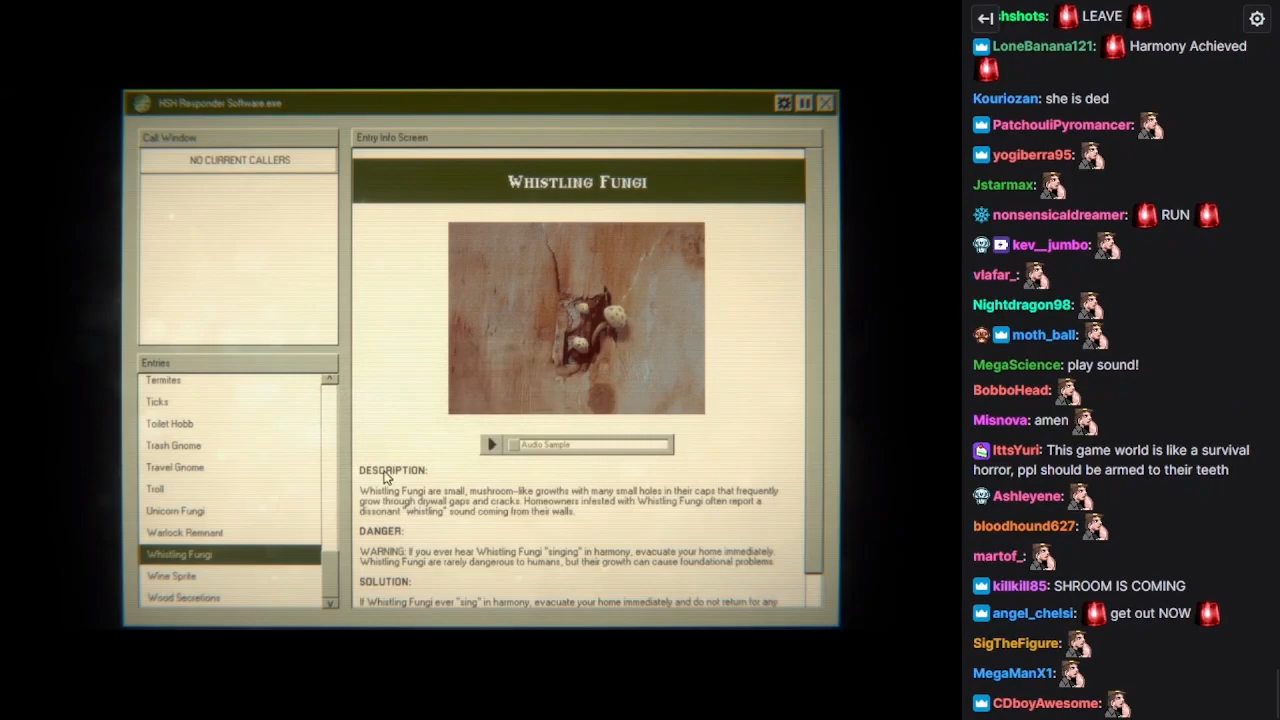 HSH Responder Software.exe
Call Window
NO CURRENT CALLERS
Entries
Termites
Ticks
Toilet Hobb
Trash Gnome
Travel Gnome
Troll
Unicorn Fungi
Warlock Remnant
Whistling Fungi
Wine Sprite
Wood Secretions
Entry Info Screen
Whistling Fungi
Audio Sample
DESCRIPTION:
Whistling Fungi are small, mushroom-like growths with many small holes in their caps that frequently
grow through drywall gaps and cracks. Homeowners infested with Whistling Fungi often report a
dissonant "whistling" sound coming from their walls.
DANGER:
WARNING: If you ever hear Whistling Fungi "singing" in harmony, evacuate your home immediately.
Whistling Fungi are rarely dangerous to humans, but their growth can cause foundational problems.
SOLUTION:
If Whistling Fungi ever "sing" in harmony, evacuate your home immediately and do not return for any
shshots: LEAVE
LoneBanana121: Harmony Achieved
Kouriozan: she is ded
PatchouliPyromancer:
yogiberra95:
Jstarmax:
nonsensicaldreamer: RUN
kev__jumbo:
vlafar_:
Nightdragon98:
moth_ball:
MegaScience: play sound!
BobboHead:
Misnova: amen
IttsYuri: This game world is like a survival
horror, ppl should be armed to their teeth
Ashleyene:
bloodhound627:
martof_:
killkill85: SHROOM IS COMING
angel_chelsi: get out NOW
SigTheFigure:
MegaManX1:
CDboyAwesome: